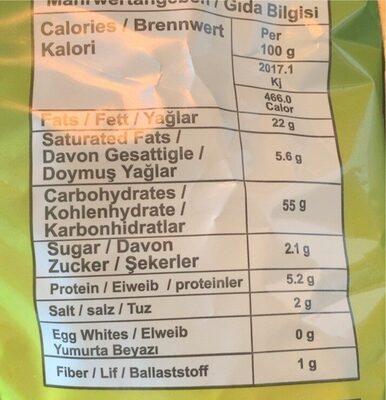 / Gıda Bilgisi
Calories / Brennwert
Kalori
Per
100 g
2017.1
Kj
466.0
Calor
Fats / Fett / Yağlar
22 g
Saturated Fats /
Davon Gesattigle /
Doymuş Yağlar
5.6 g
Carbohydrates /
Kohlenhydrate /
Karbonhidratlar
55 g
Sugar / Davon
Zucker / Şekerler
2.1 g
Protein / Eiweib / proteinler
5.2 g
Salt / salz / Tuz
2 g
Egg Whites / Elweib
Yumurta Beyazı
0 g
Fiber / Lif / Ballaststoff
1 g